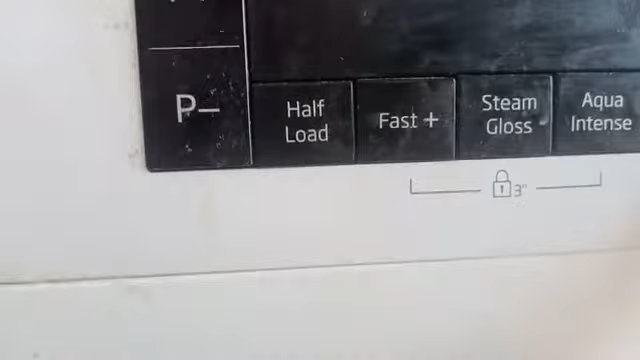 P–
Half
Load
Fast +
Steam
Gloss
Aqua
Intense
3"